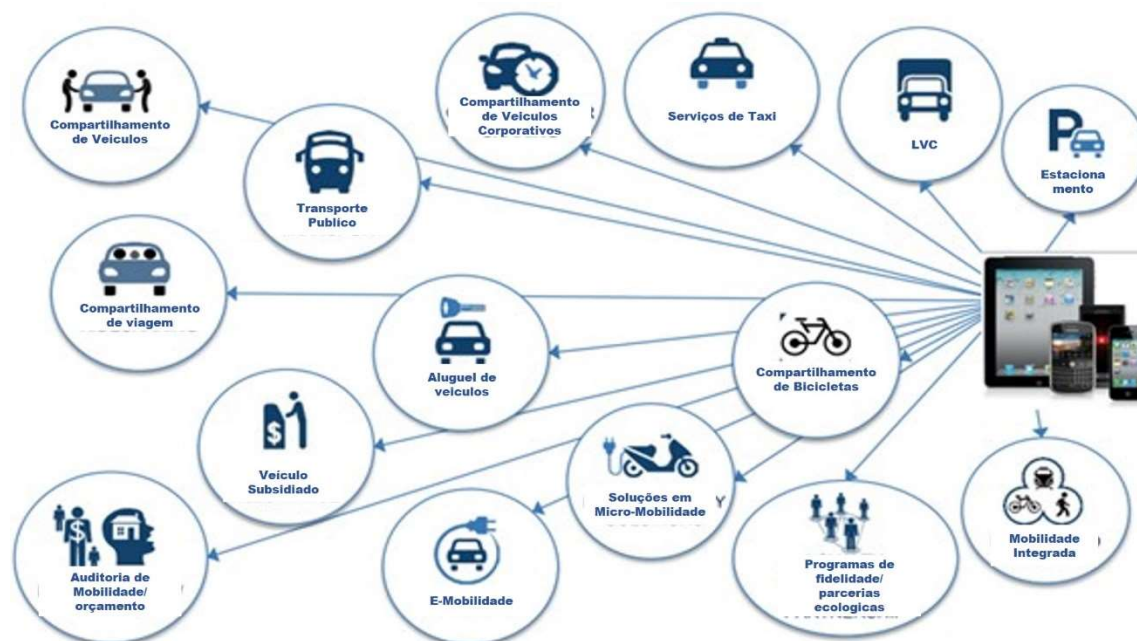 Compartilhamento
de Veiculos
Transporte
Publico
Compartilhamento
de Veiculos
Corporativos
Serviços de Taxi
LVC
P
Estaciona
mento
Compartilhamento
de viagem
Aluguel de
veiculos
Compartilhamento
de Bicicletas
$
Veículo
Subsidiado
Soluções em
Micro-Mobilidade
$
Auditoria de
Mobilidade/
orçamento
E-Mobilidade
Programas de
fidelidade/
parcerias
ecologicas
Mobilidade
Integrada